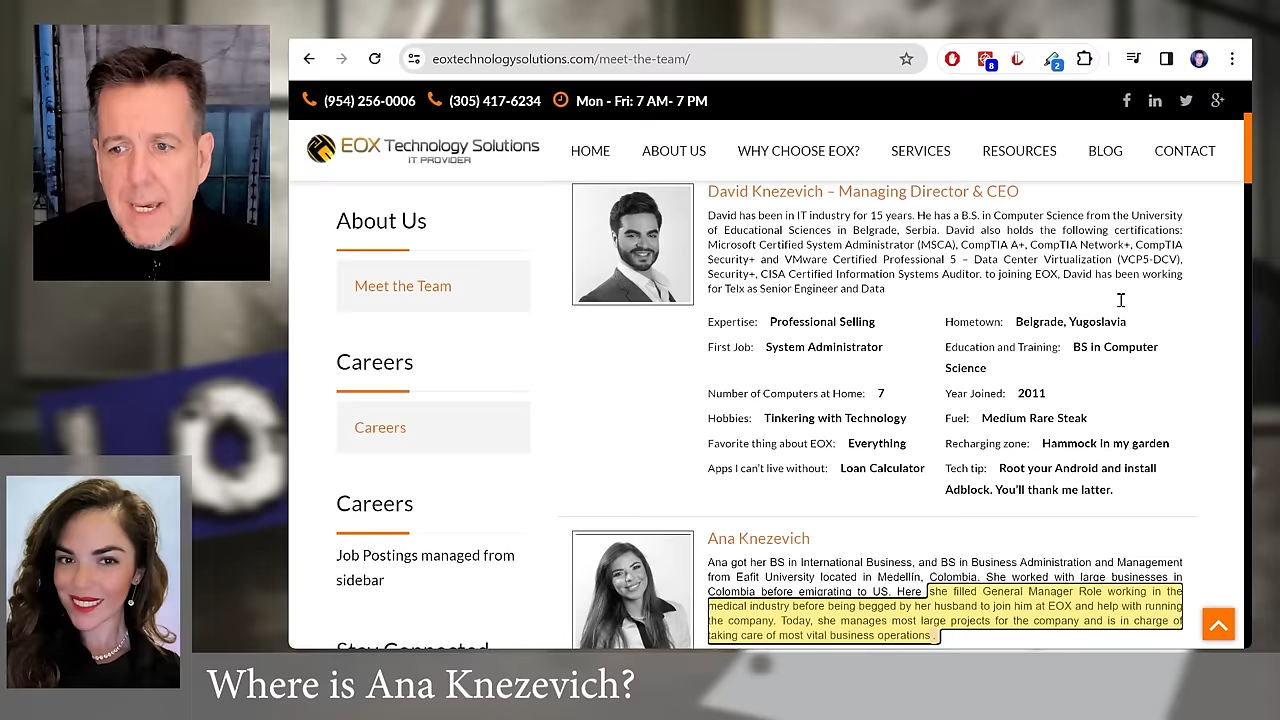 eoxtechnologysolutions.com/meet-the-team/
8
2
(954) 256-0006
(305) 417-6234
Mon - Fri: 7 AM- 7 PM
EOX Technology Solutions
IT PROVIDER
HOME
ABOUT US
WHY CHOOSE EOX?
SERVICES
RESOURCES
BLOG
CONTACT
About Us
Meet the Team
Careers
Careers
Careers
Job Postings managed from
sidebar
Stay Connected
David Knezevich – Managing Director & CEO
David has been in IT industry for 15 years. He has a B.S. in Computer Science from the University
of Educational Sciences in Belgrade, Serbia. David also holds the following certifications:
Microsoft Certified System Administrator (MSCA), CompTIA A+, CompTIA Network+, CompTIA
Security+ and VMware Certified Professional 5 – Data Center Virtualization (VCP5-DCV),
Security+, CISA Certified Information Systems Auditor. to joining EOX, David has been working
for Telx as Senior Engineer and Data
Expertise: Professional Selling
Hometown: Belgrade, Yugoslavia
First Job: System Administrator
Education and Training: BS in Computer
Science
Number of Computers at Home: 7
Year Joined: 2011
Hobbies: Tinkering with Technology
Fuel: Medium Rare Steak
Favorite thing about EOX: Everything
Recharging zone: Hammock in my garden
Apps I can't live without: Loan Calculator
Tech tip: Root your Android and install
Adblock. You'll thank me latter.
Ana Knezevich
Ana got her BS in International Business, and BS in Business Administration and Management
from Eafit University located in Medellín, Colombia. She worked with large businesses in
Colombia before emigrating to US. Here she filled General Manager Role working in the
medical industry before being begged by her husband to join him at EOX and help with running
the company. Today, she manages most large projects for the company and is in charge of
taking care of most vital business operations .
Where is Ana Knezevich?